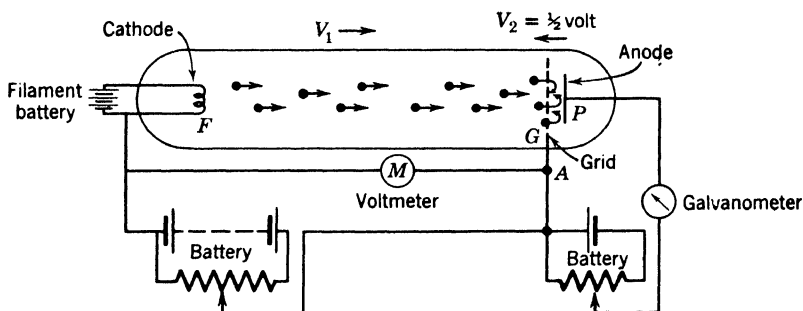 Cathode
V₁
V₂ = ½ volt
Anode
Filament
battery
F
P
G
Grid
M
A
Voltmeter
Galvanometer
Battery
Battery